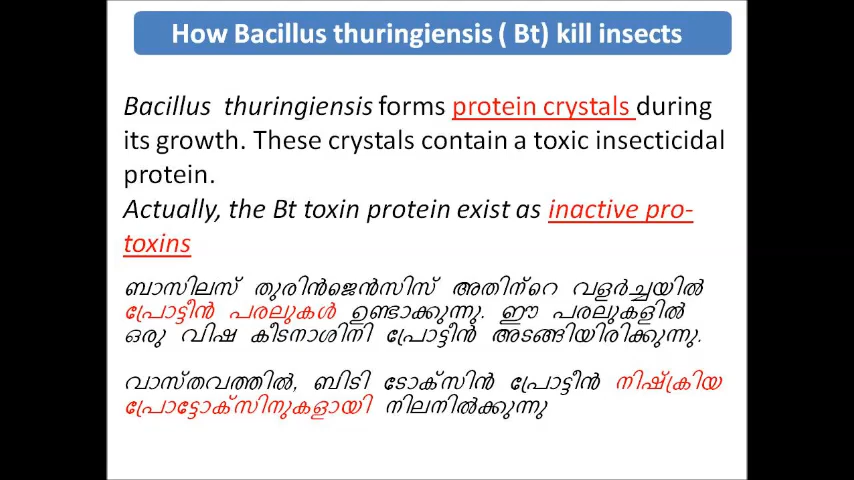 How Bacillus thuringiensis ( Bt) kill insects
Bacillus thuringiensis forms protein crystals during
its growth. These crystals contain a toxic insecticidal
protein.
Actually, the Bt toxin protein exist as inactive pro-
toxins
ബാസിലസ് തുരിൻജെൻസിസ് അതിന്റെ വളർച്ചയിൽ
പ്രോട്ടീൻ പരലുകൾ ഉണ്ടാക്കുന്നു. ഈ പരലുകളിൽ
ഒരു വിഷ കീടനാശിനി പ്രോട്ടീൻ അടങ്ങിയിരിക്കുന്നു.
വാസ്തവത്തിൽ, ബിടി ടോക്സിൻ പ്രോട്ടീൻ നിഷ്ക്രിയ
പ്രോട്ടോക്സിനുകളായി നിലനിൽക്കുന്നു